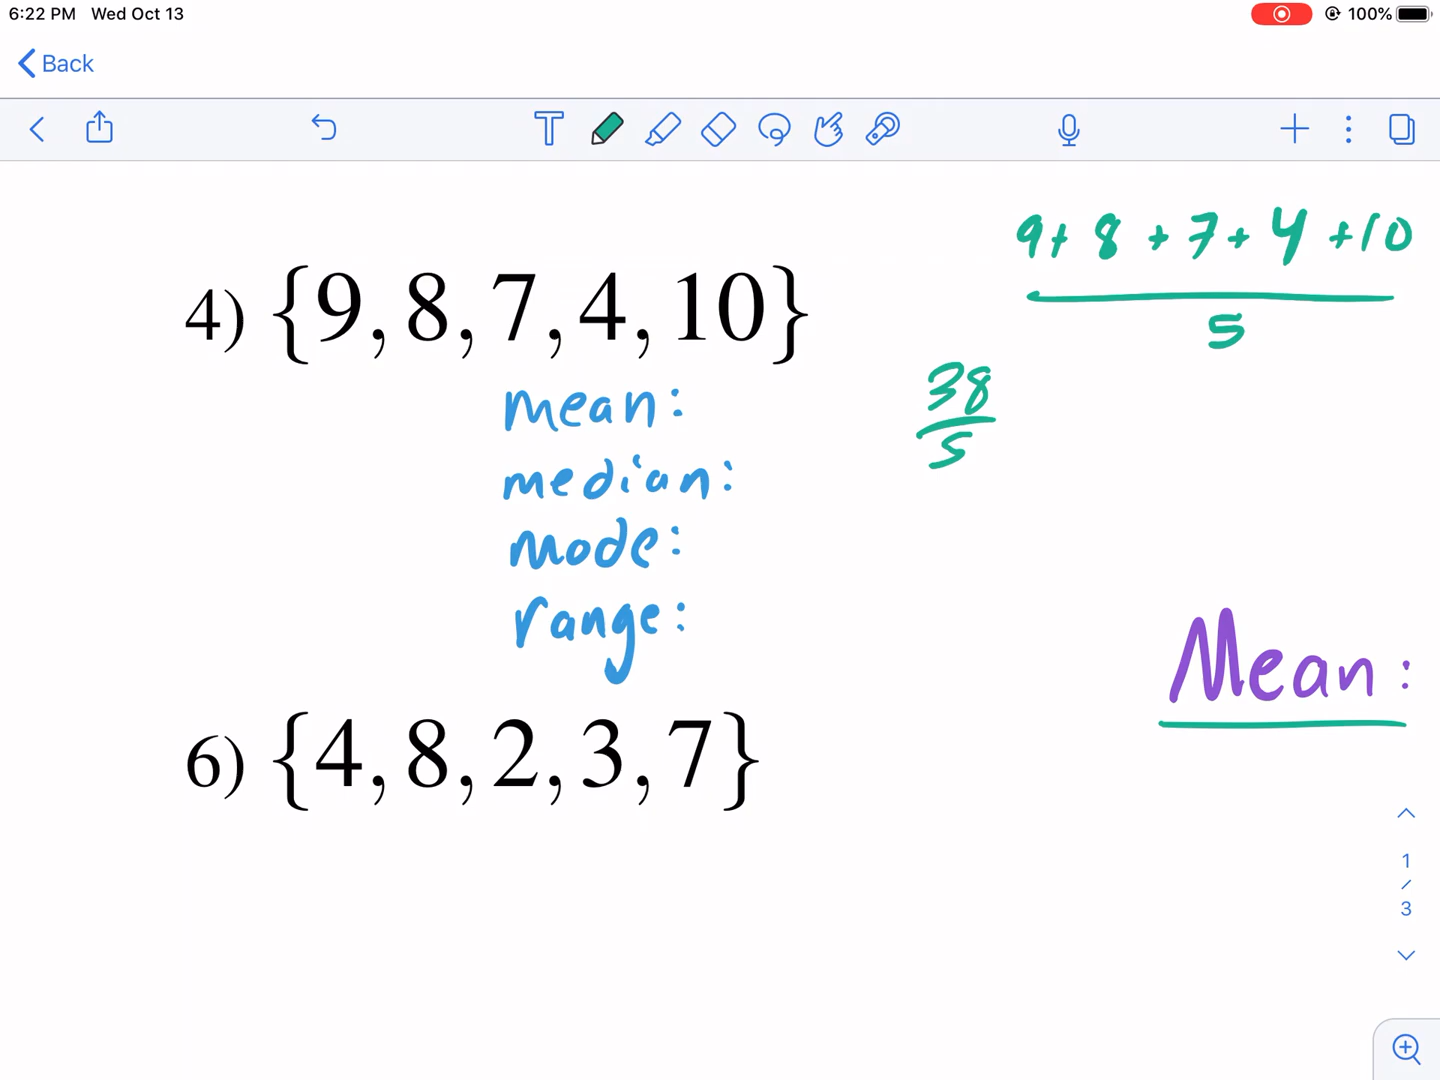 6:22 PM Wed Oct 13
100%
Back
9+ 8 + 7 + 4 +10
5
4) {9, 8, 7, 4, 10}
mean:
38
5
median:
mode:
range:
Mean:
6) {4, 8, 2, 3, 7}
1
/
3